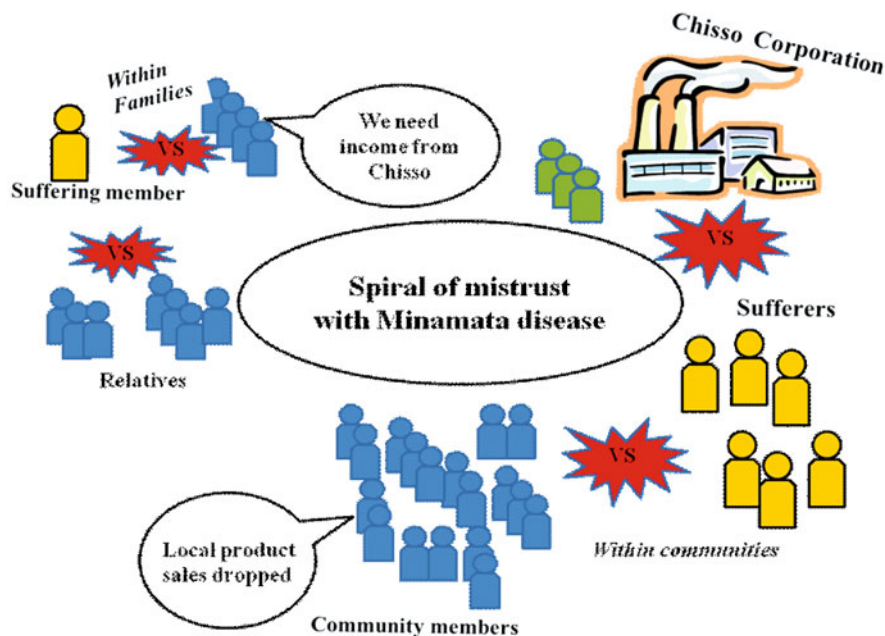 Chisso Corporation
Within
Families
VS
We need
income from
Chisso
Suffering member
VS
VS
Spiral of mistrust
with Minamata disease
Sufferers
Relatives
VS
Local product
sales dropped
Within communities
Community members